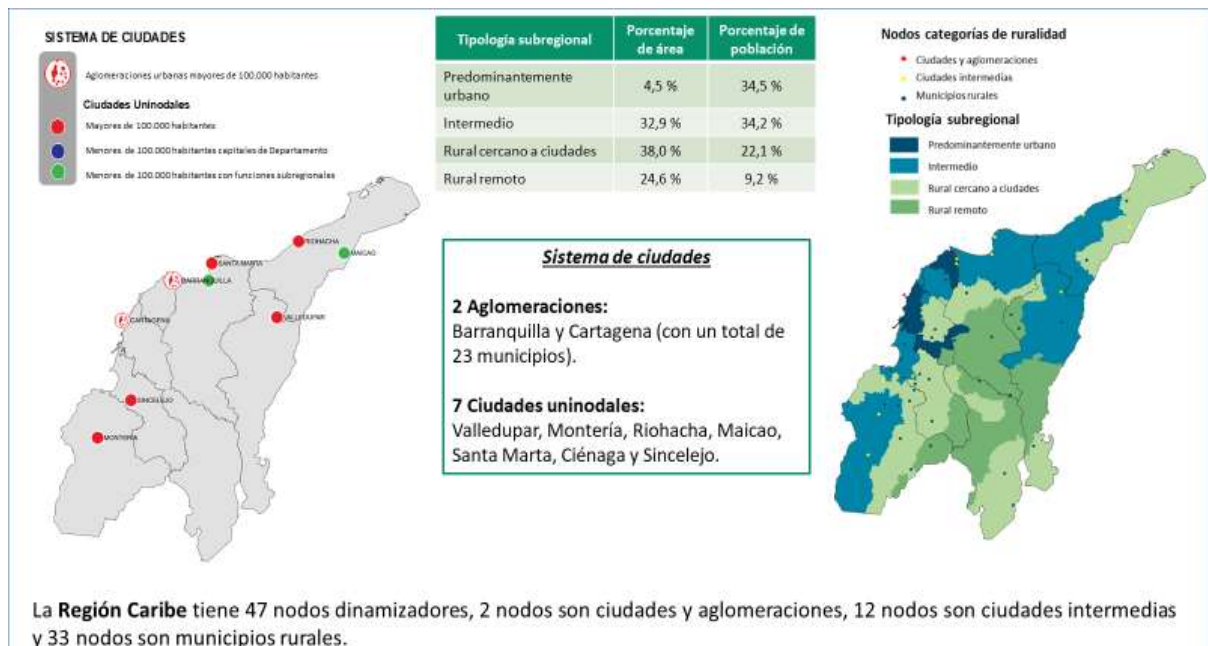 SISTEMA DE CIUDADES
Aglomeraciones urbanas mayores de 100.000 habitantes
Ciudades Uninodales
Mayores de 100.000 habitantes
Menores de 100.000 habitantes capitales de Departamento
Menores de 100.000 habitantes con funciones subregionales
RIOHACHA
MAICAO
SANTA MARTA
BARRANQUILLA
CARTAGENA
VALLEDUPAR
SINCELEJO
MONTERIA
Tipología subregional Porcentaje de área Porcentaje de población
Predominantemente urbano 4,5 % 34,5 %
Intermedio 32,9 % 34,2 %
Rural cercano a ciudades 38,0 % 22,1 %
Rural remoto 24,6 % 9,2 %
Sistema de ciudades
2 Aglomeraciones:
Barranquilla y Cartagena (con un total de
23 municipios).
7 Ciudades uninodales:
Valledupar, Montería, Riohacha, Maicao,
Santa Marta, Ciénaga y Sincelejo.
Nodos categorías de ruralidad
Ciudades y aglomeraciones
Ciudades intermedias
Municipios rurales
Tipología subregional
Predominantemente urbano
Intermedio
Rural cercano a ciudades
Rural remoto
La Región Caribe tiene 47 nodos dinamizadores, 2 nodos son ciudades y aglomeraciones, 12 nodos son ciudades intermedias
y 33 nodos son municipios rurales.